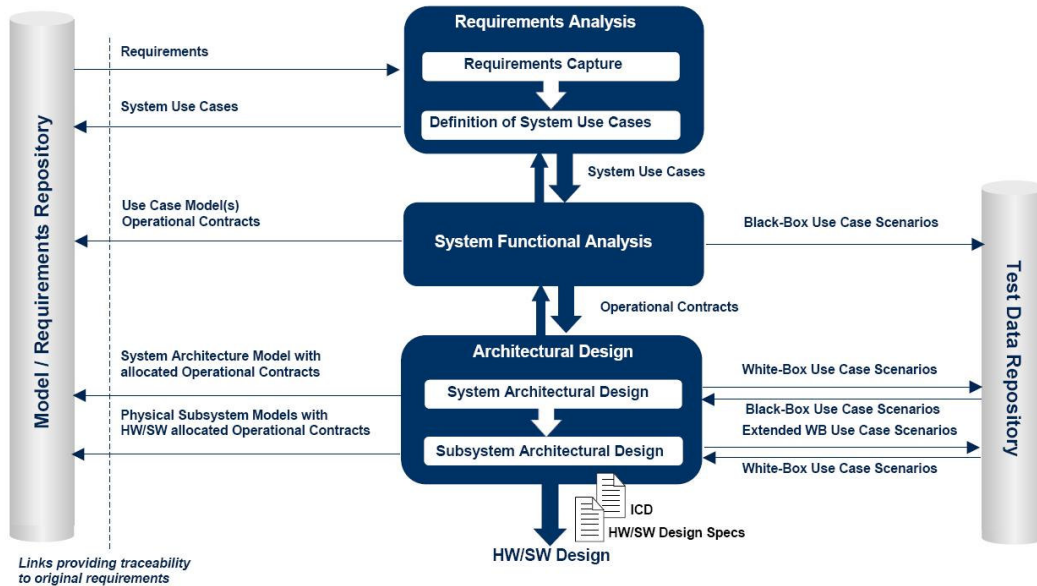 Requirements Analysis
Requirements
Requirements Capture
System Use Cases
Definition of System Use Cases
System Use Cases
Model / Requirements Repository
Use Case Model(s)
Operational Contracts
System Functional Analysis
Black-Box Use Case Scenarios
Test Data Repository
Operational Contracts
Architectural Design
System Architecture Model with
allocated Operational Contracts
System Architectural Design
White-Box Use Case Scenarios
Physical Subsystem Models with
HW/SW allocated Operational Contracts
Black-Box Use Case Scenarios
Extended WB Use Case Scenarios
Subsystem Architectural Design
White-Box Use Case Scenarios
ICD
HW/SW Design Specs
HW/SW Design
Links providing traceability
to original requirements